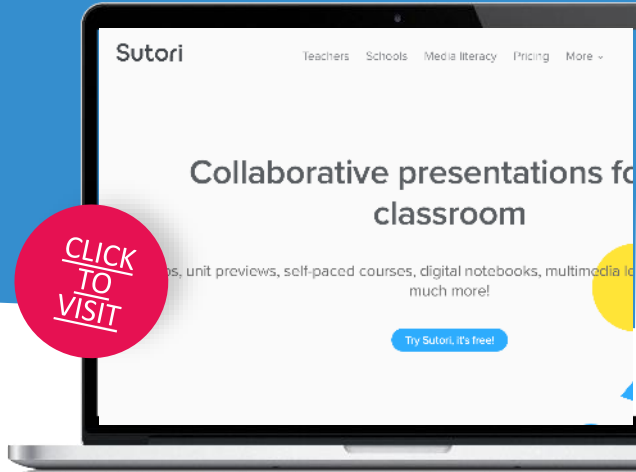 Sutori
Teachers Schools Media literacy Pricing More
Collaborative presentations
classroom
unit previews, self-paced courses, digital notebooks, multimedia
much more!
Try Sutori, it's free!
CLICK
TO
VISIT